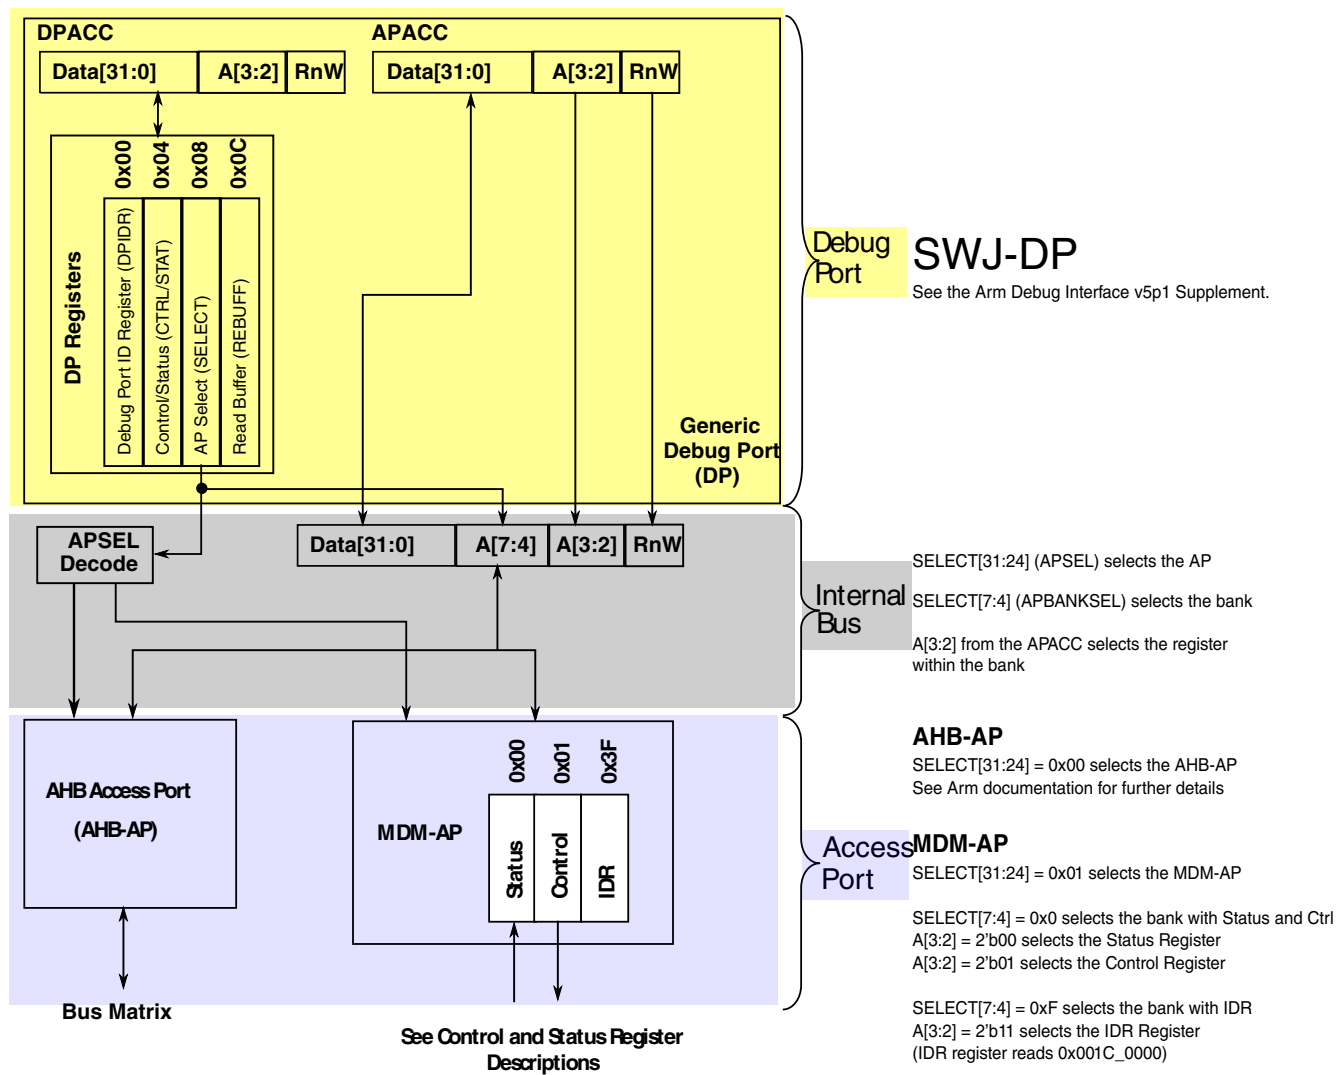 DPACC
APACC
Data[31:0] A[3:2] RnW
Data[31:0] A[3:2] RnW
0x00
0x04
0x08
0x0C
DP Registers
Debug Port ID Register (DPIDR)
Control/Status (CTRL/STAT)
AP Select (SELECT)
Read Buffer (REBUFF)
Generic
Debug Port
(DP)
Debug
Port
SWJ-DP
See the Arm Debug Interface v5p1 Supplement.
APSEL
Decode
Data[31:0] A[7:4] A[3:2] RnW
Internal
Bus
SELECT[31:24] (APSEL) selects the AP
SELECT[7:4] (APBANKSEL) selects the bank
A[3:2] from the APACC selects the register
within the bank
AHB Access Port
(AHB-AP)
Bus Matrix
MDM-AP
0x00
0x01
0x3F
Status
Control
IDR
See Control and Status Register
Descriptions
Access
Port
AHB-AP
SELECT[31:24] = 0x00 selects the AHB-AP
See Arm documentation for further details
MDM-AP
SELECT[31:24] = 0x01 selects the MDM-AP
SELECT[7:4] = 0x0 selects the bank with Status and Ctrl
A[3:2] = 2'b00 selects the Status Register
A[3:2] = 2'b01 selects the Control Register
SELECT[7:4] = 0xF selects the bank with IDR
A[3:2] = 2'b11 selects the IDR Register
(IDR register reads 0x001C_0000)